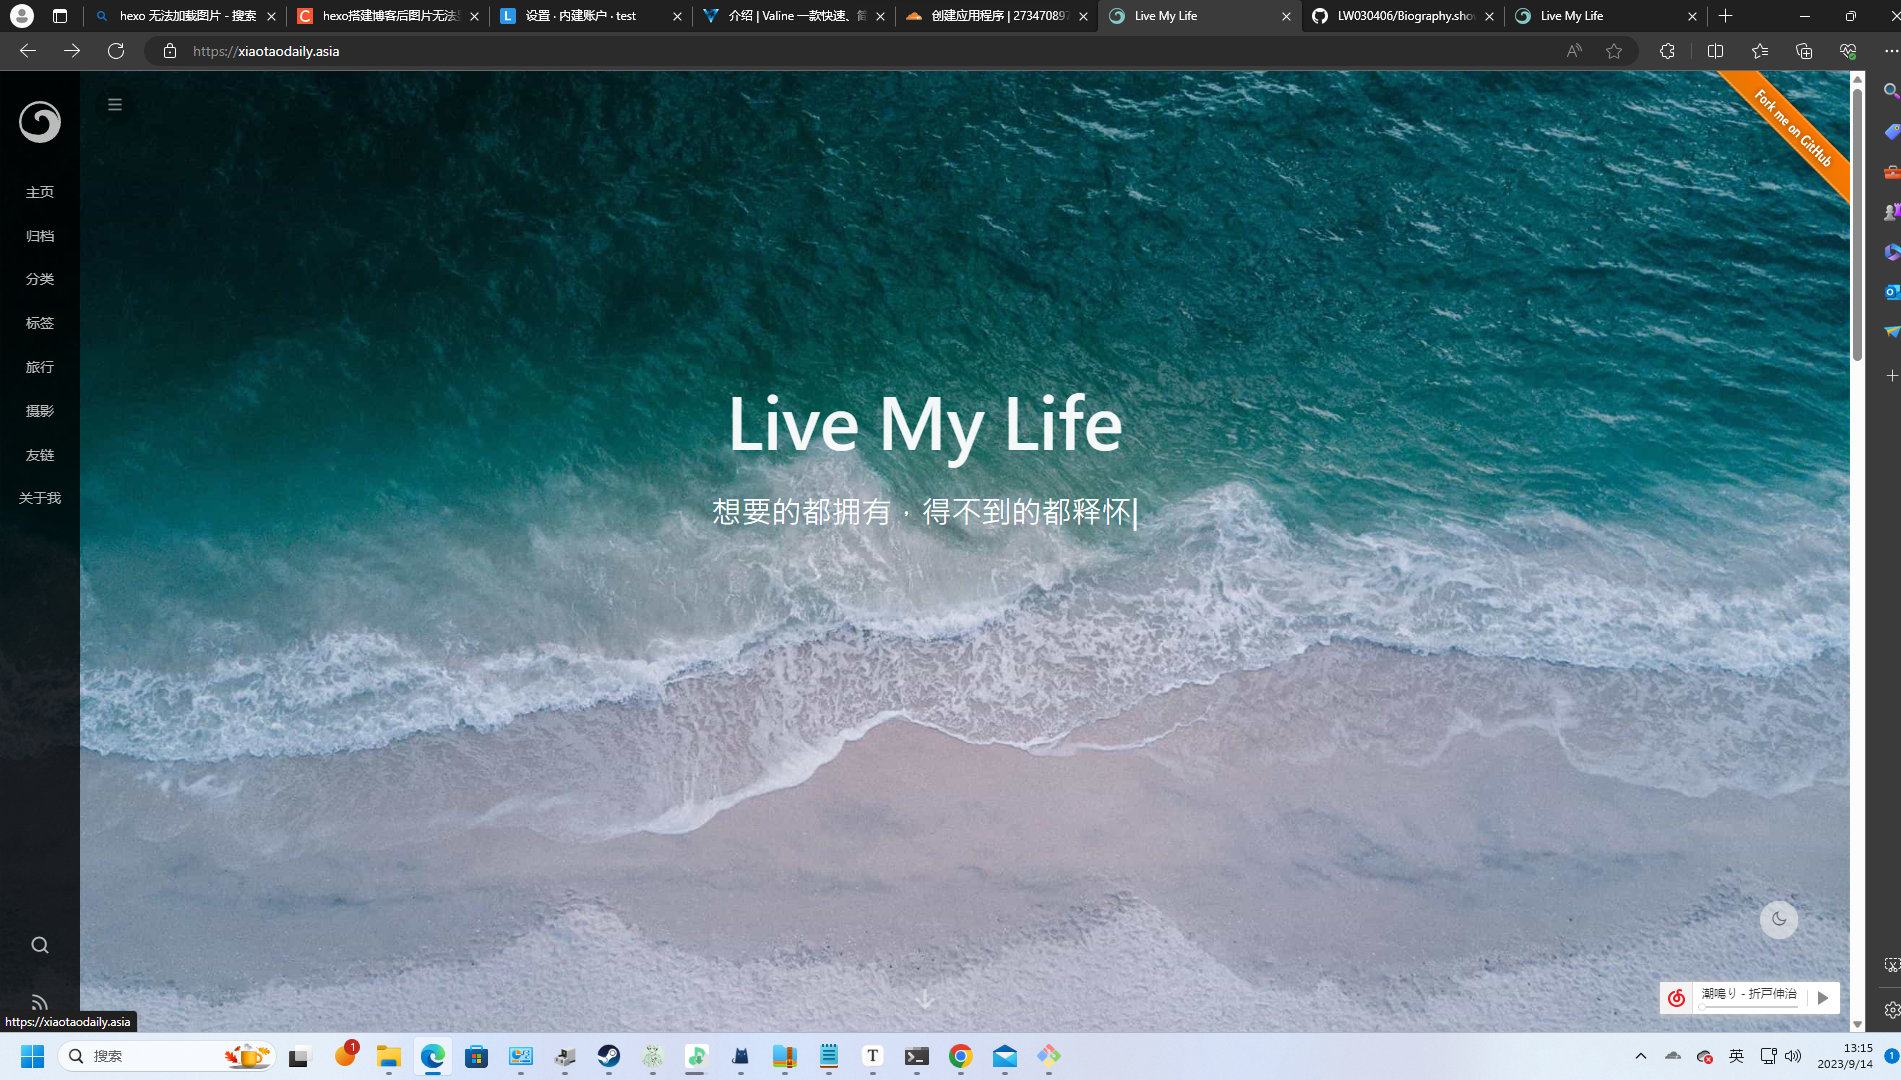 hexo 无法加载图片 - 搜索
hexo搭建博客后图片无法
设置 · 内建账户 · test
介绍 | Valine 一款快速、简
创建应用程序 | 273470897
Live My Life
LW030406/Biography.sho
Live My Life
https://xiaotaodaily.asia
Fork me on GitHub
主页
归档
分类
标签
旅行
摄影
友链
关于我
Live My Life
想要的都拥有，得不到的都释怀|
潮鳴り - 折戸伸治
https://xiaotaodaily.asia
搜索
1
英
13:15
2023/9/14
1